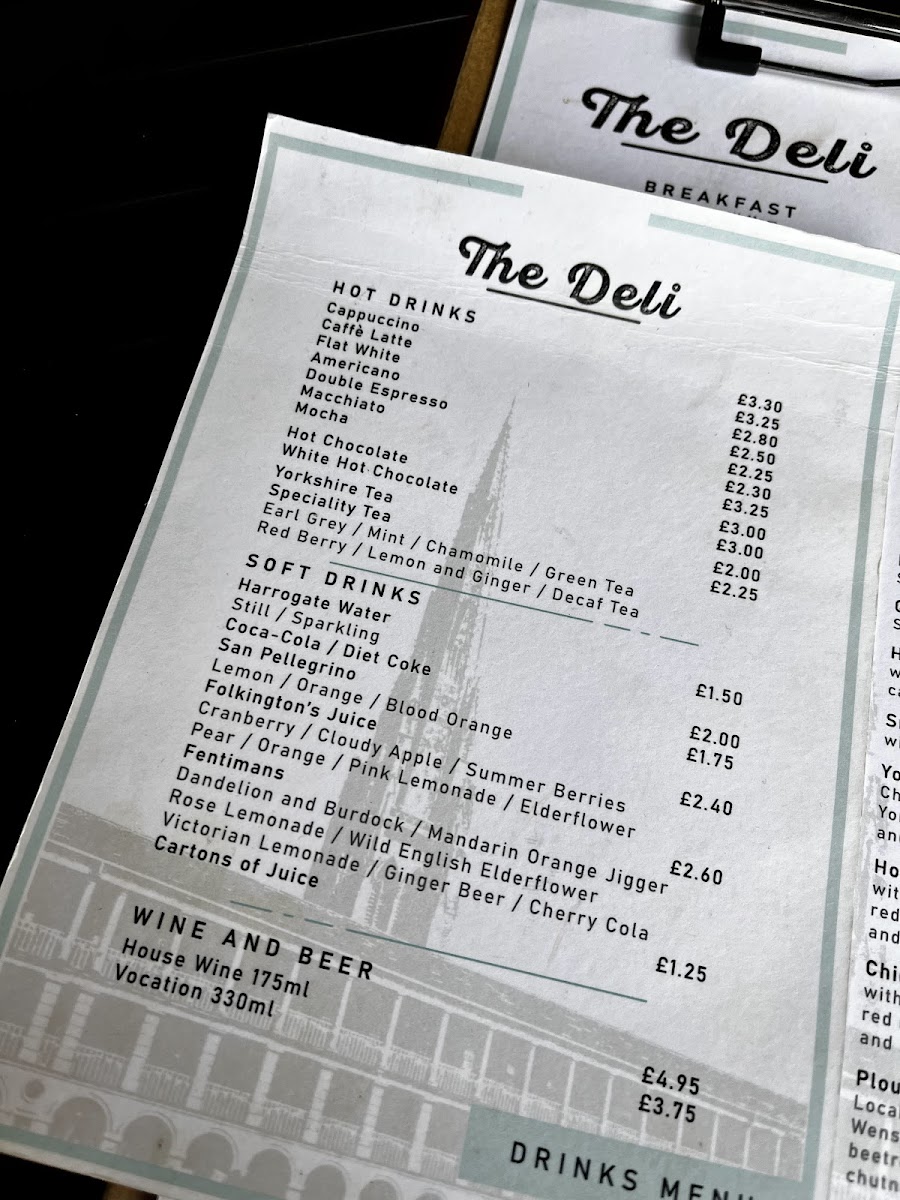 The Deli
BREAKFAST
The Deli
HOT DRINKS
Cappuccino £3.30
Caffè Latte £3.25
Flat White £2.80
Americano £2.50
Double Espresso £2.25
Macchiato £2.30
Mocha £3.25
Hot Chocolate £3.00
White Hot Chocolate £3.00
Yorkshire Tea £2.00
Speciality Tea £2.25
Earl Grey / Mint / Chamomile / Green Tea
Red Berry / Lemon and Ginger / Decaf Tea
SOFT DRINKS
Harrogate Water £1.50
Still / Sparkling
Coca-Cola / Diet Coke £2.00
San Pellegrino £1.75
Lemon / Orange / Blood Orange
Folkington's Juice £2.40
Cranberry / Cloudy Apple / Summer Berries
Pear / Orange / Pink Lemonade / Elderflower
Fentimans £2.60
Dandelion and Burdock / Mandarin Orange Jigger
Rose Lemonade / Wild English Elderflower
Victorian Lemonade / Ginger Beer / Cherry Cola
Cartons of Juice £1.25
WINE AND BEER
House Wine 175ml £4.95
Vocation 330ml £3.75
DRINKS MENU
and
with
red
and
with
red
and